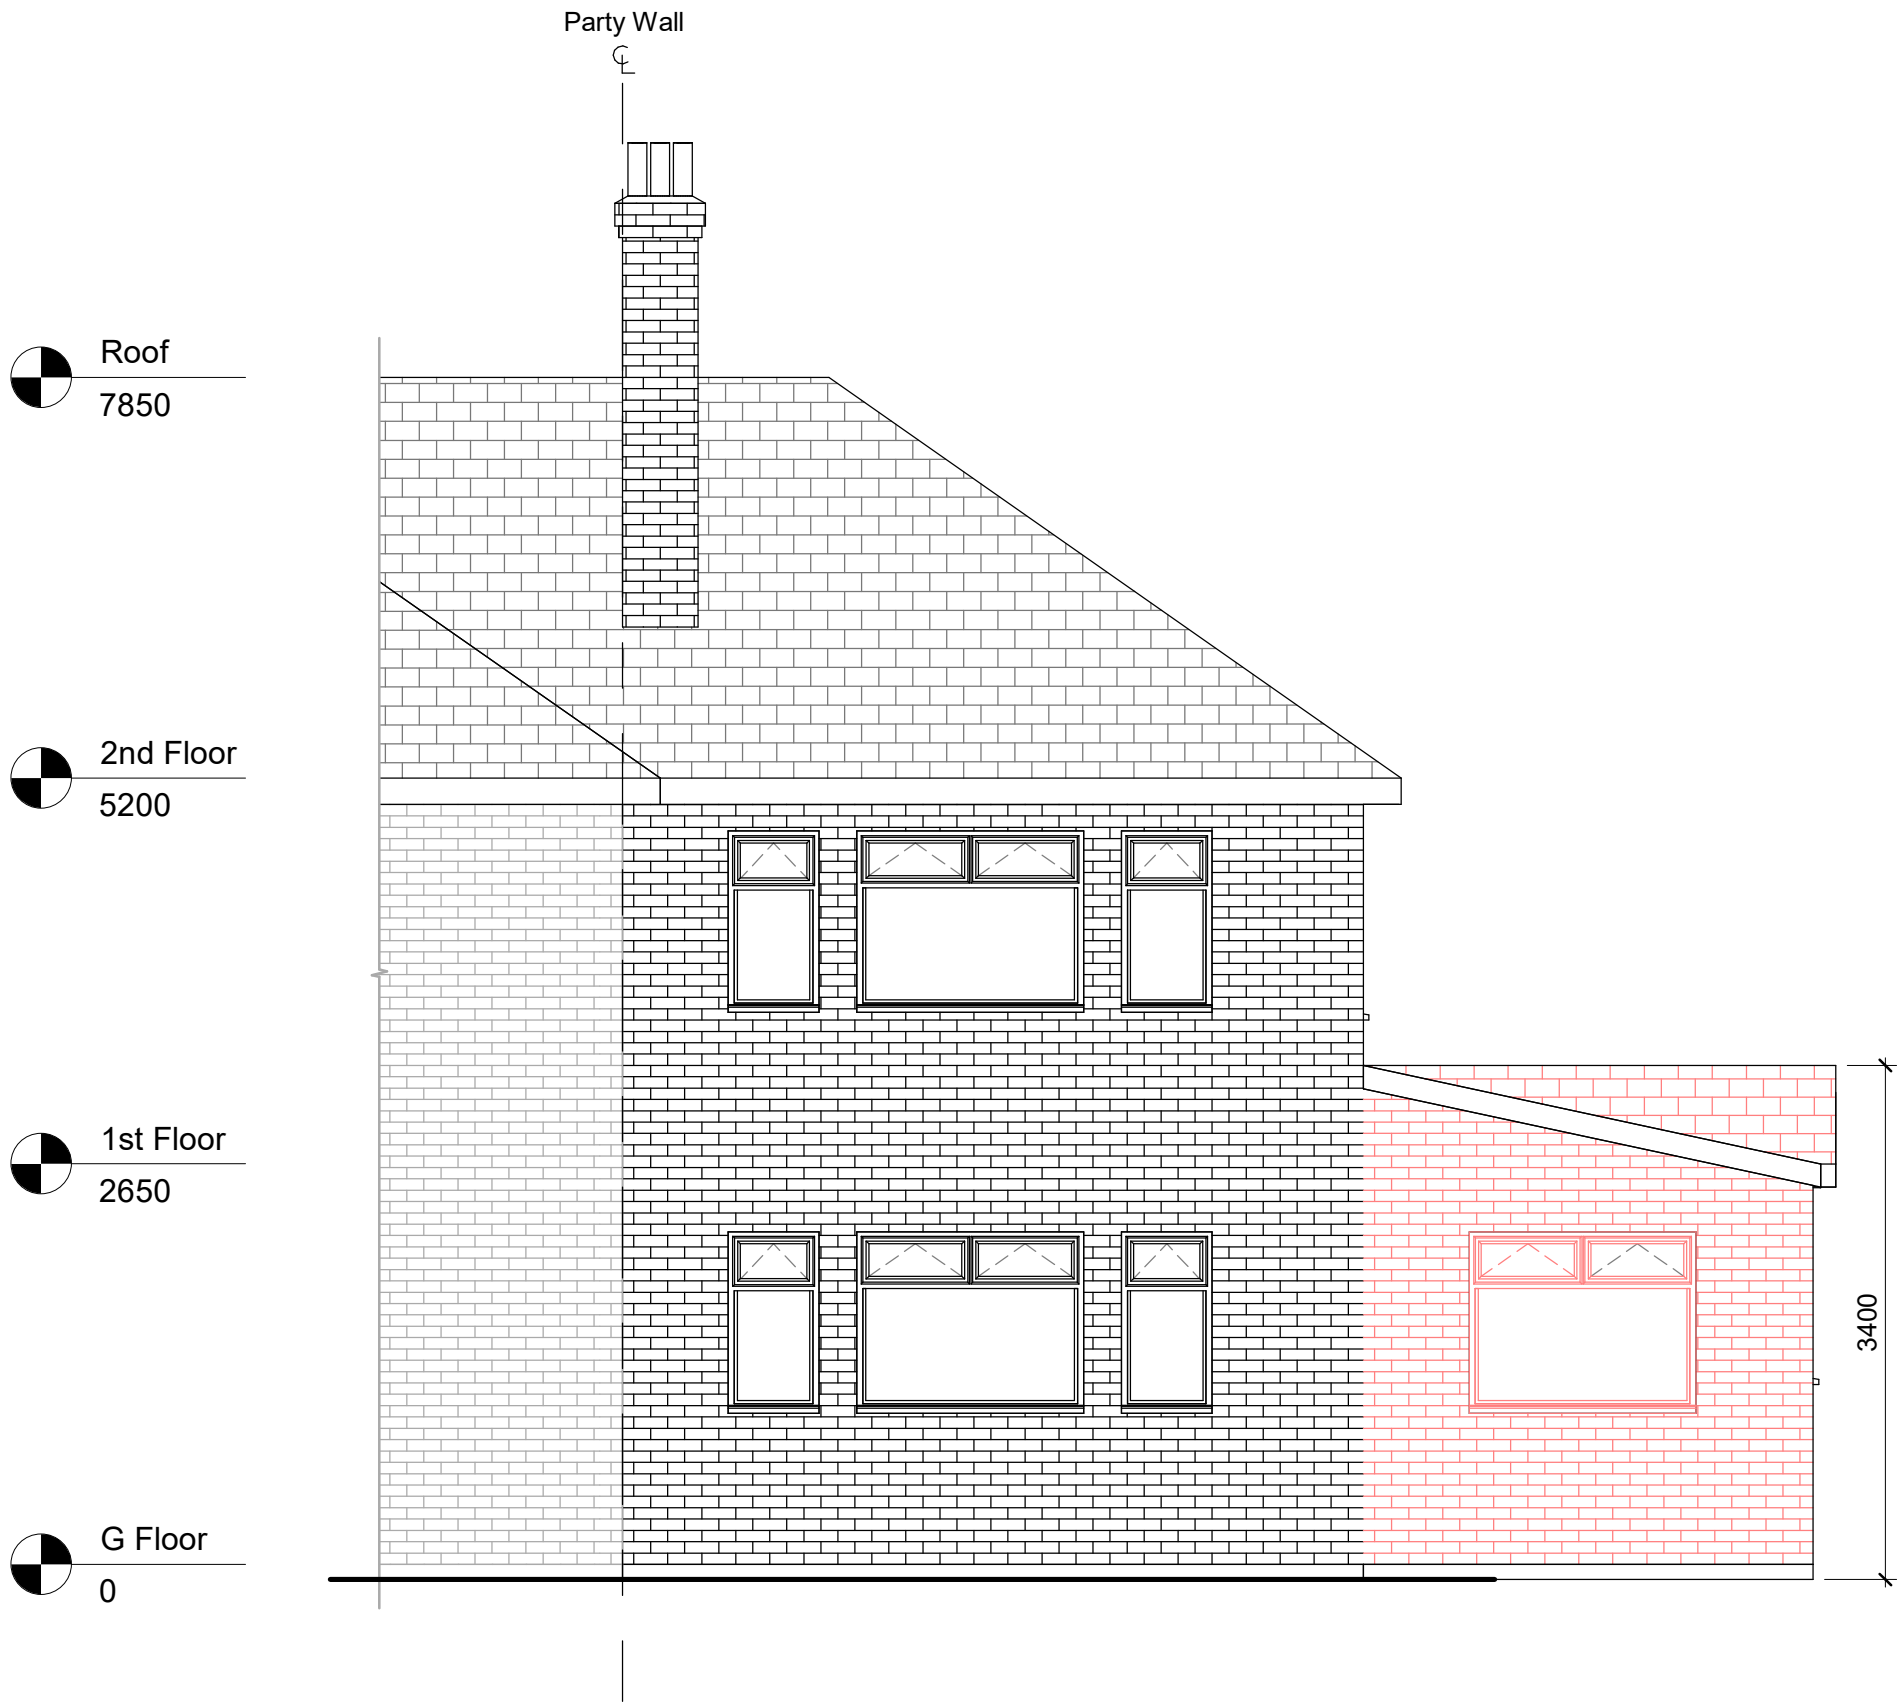 Party Wall
℄
Roof
7850
2nd Floor
5200
1st Floor
2650
3400
G Floor
0